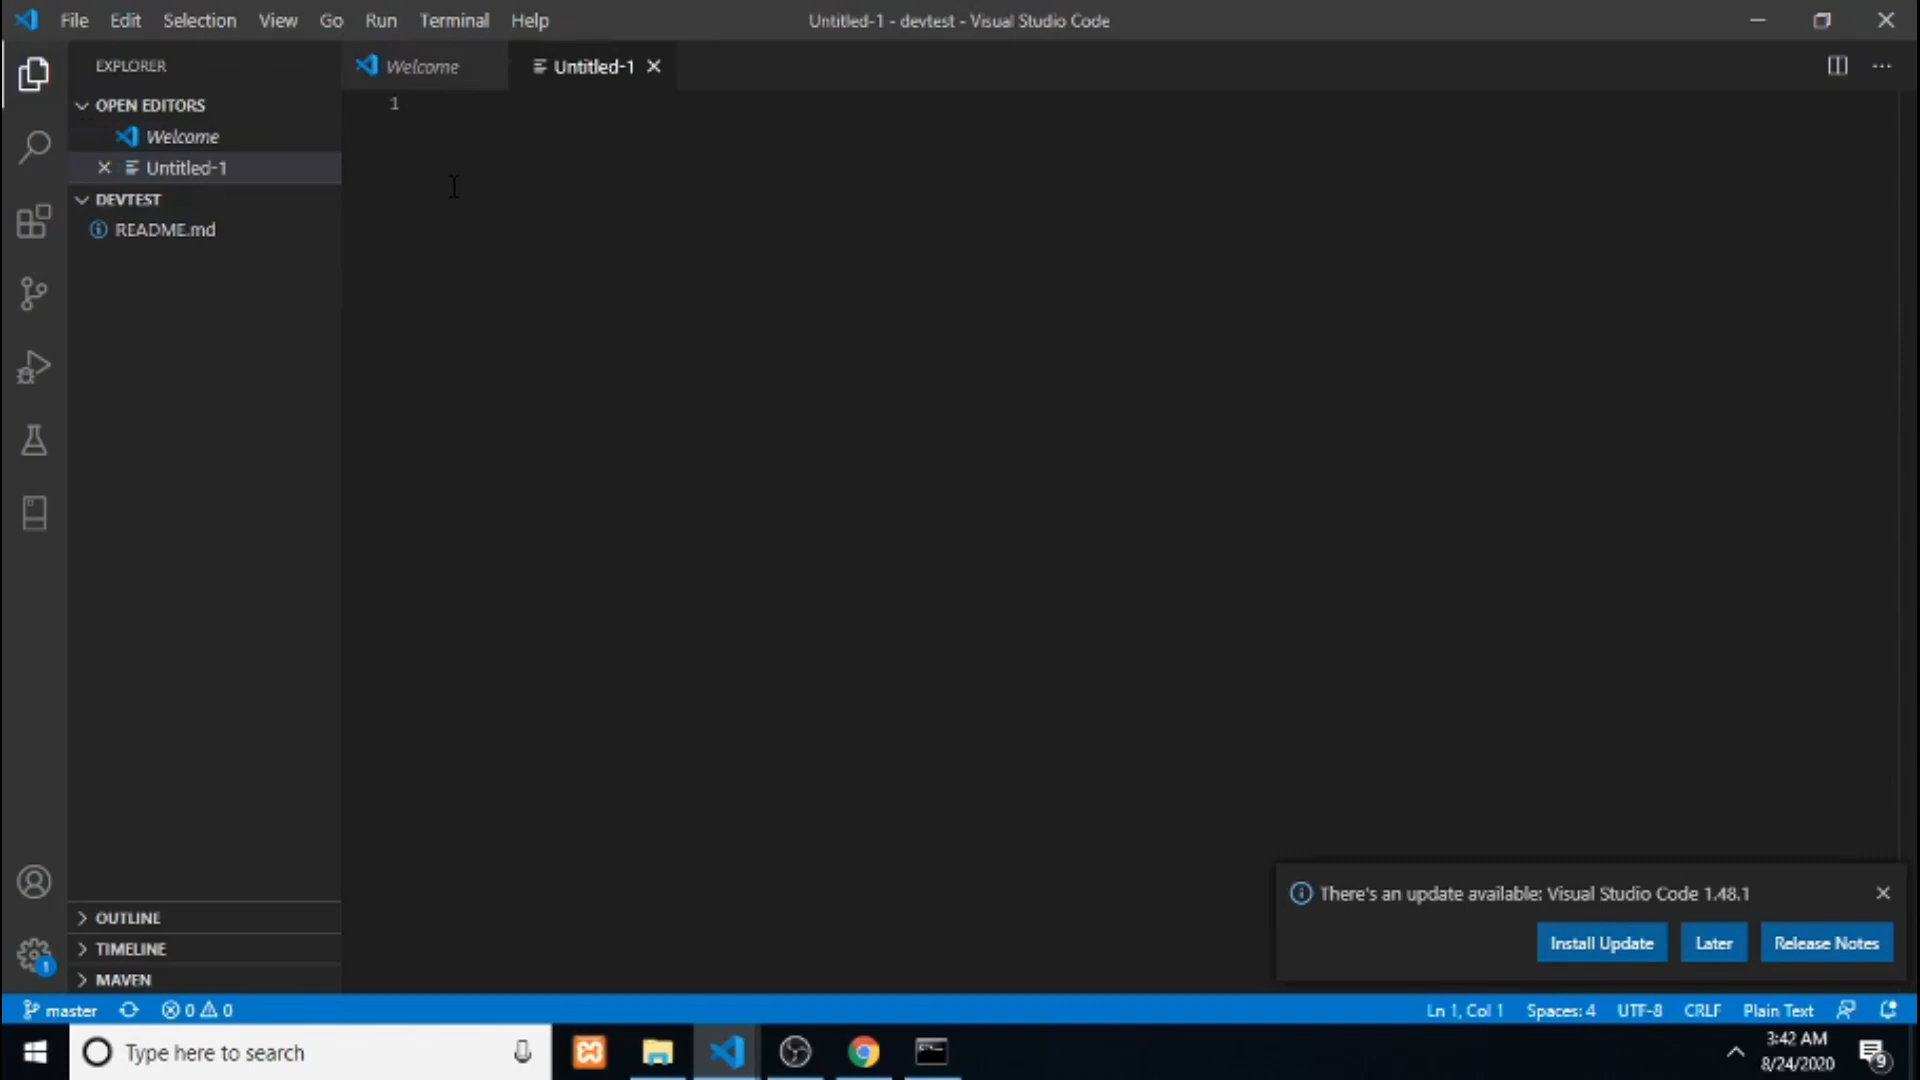 File Edit Selection View Go Run Terminal Help
Untitled-1 - devtest - Visual Studio Code
EXPLORER
Welcome
Untitled-1
OPEN EDITORS
Welcome
Untitled-1
DEVTEST
README.md
1
OUTLINE
TIMELINE
MAVEN
1
There's an update available: Visual Studio Code 1.48.1
Install Update
Later
Release Notes
master
0 0
Ln 1, Col 1
Spaces: 4
UTF-8
CRLF
Plain Text
Type here to search
3:42 AM
8/24/2020
9